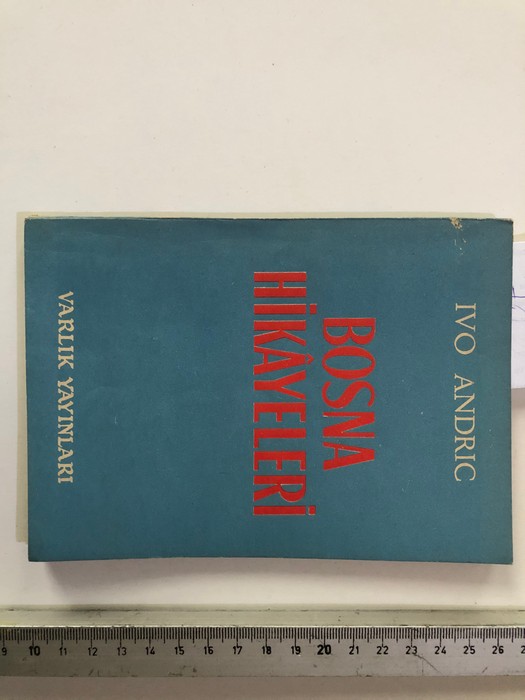 IVO ANDRIC
BOSNA
HİKÂYELERİ
VARLIK YAYINLARI
10 11 12 13 14 15 16 17 18 19 20 21 22 23 24 25 26